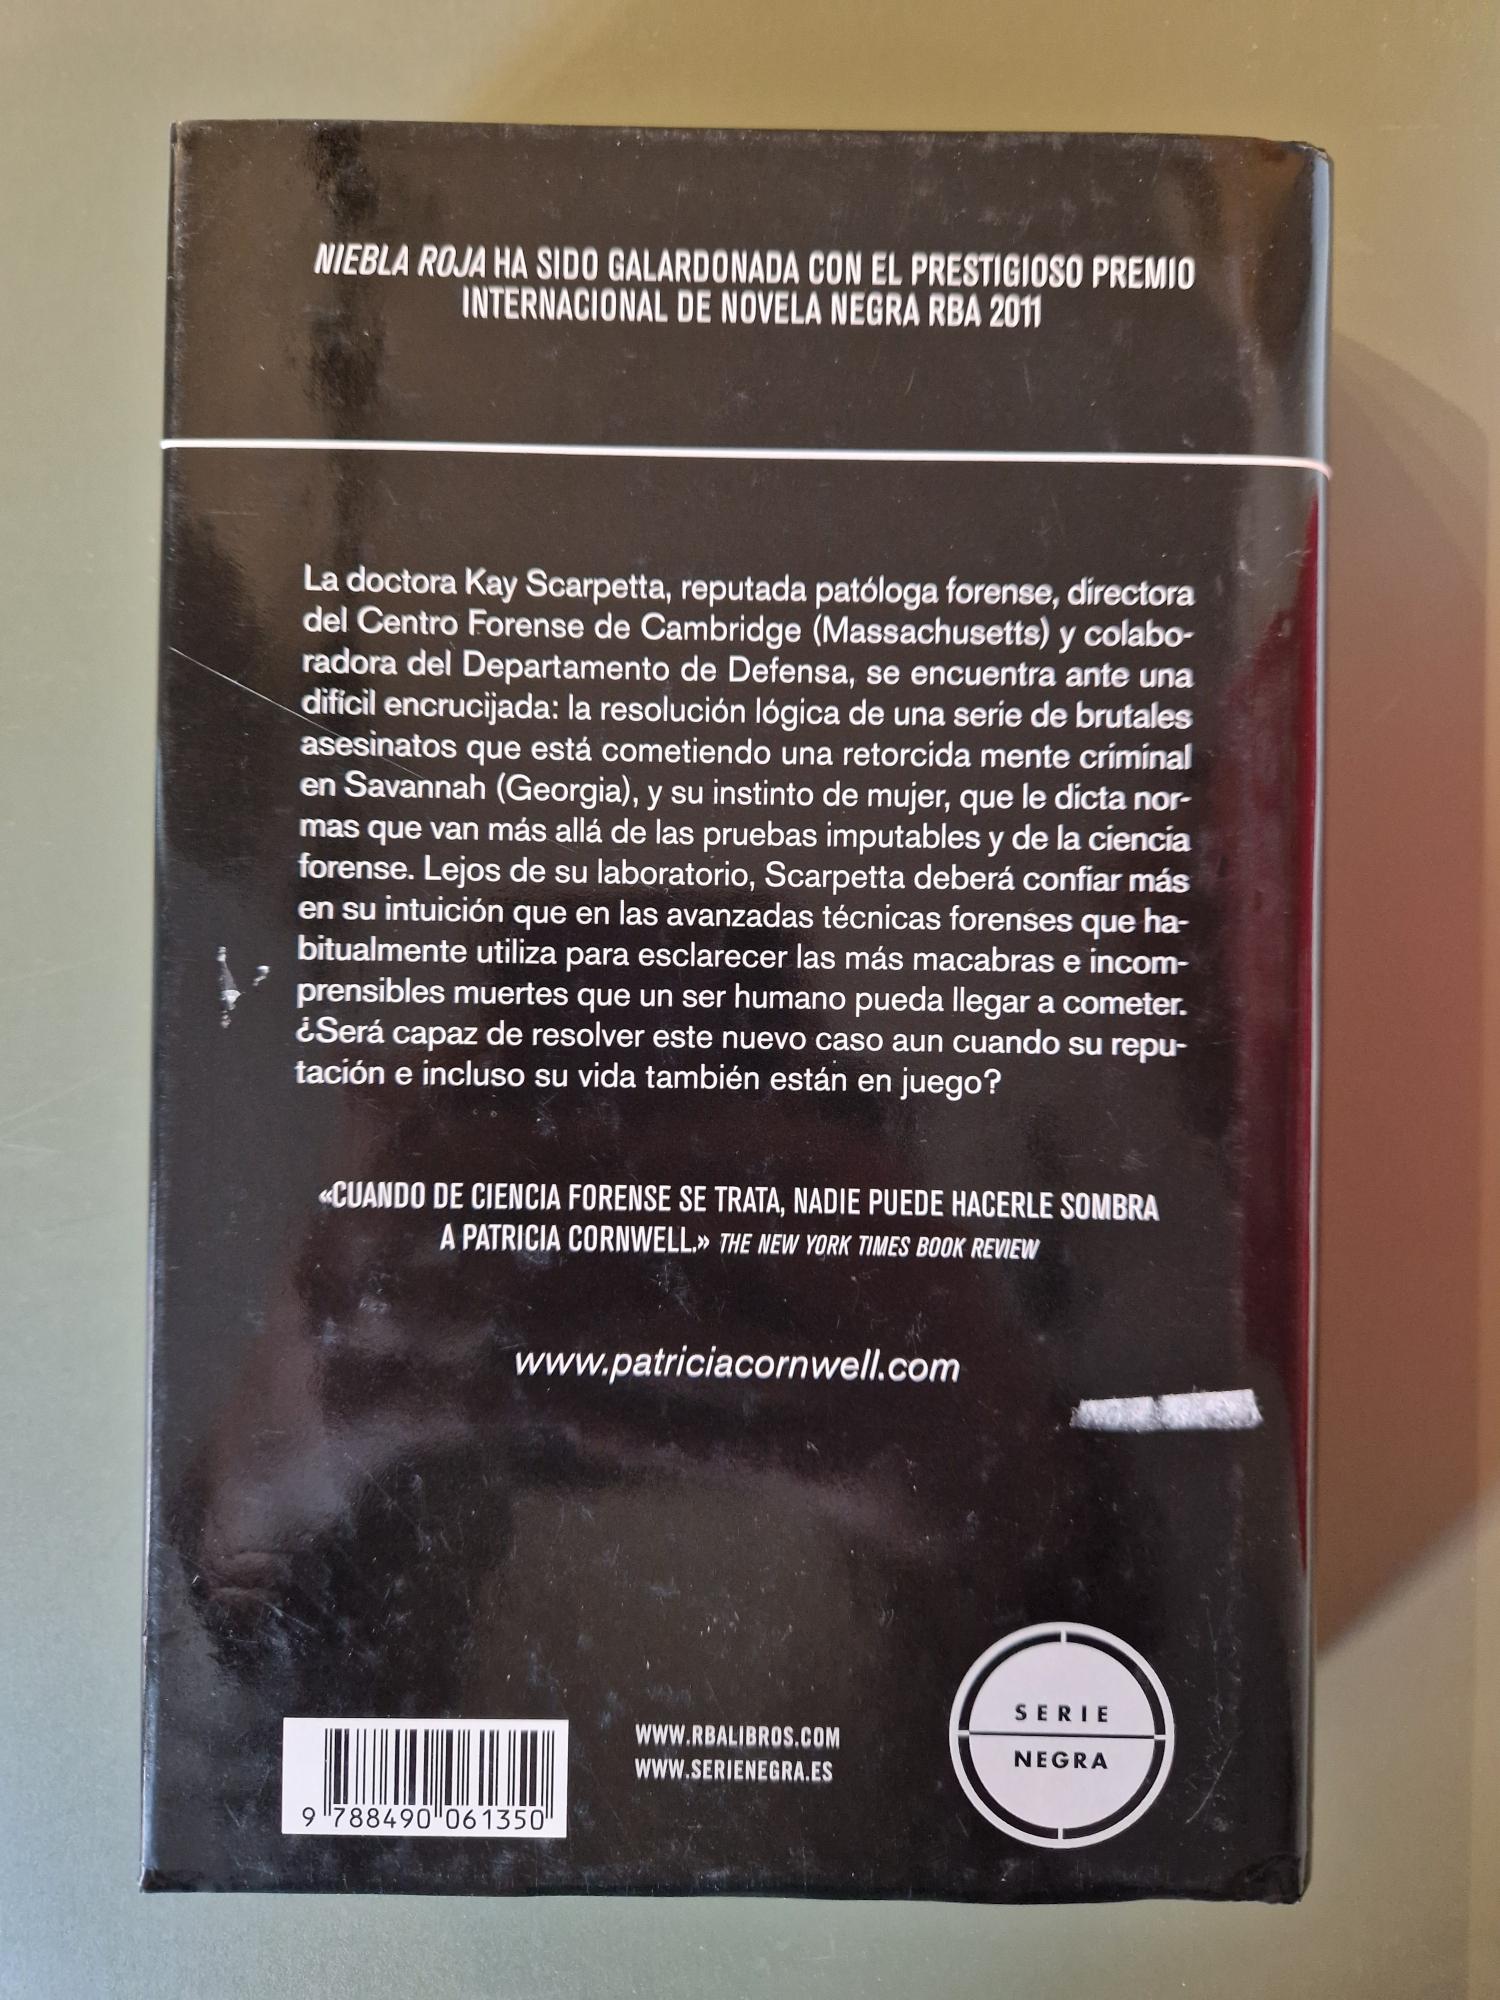 NIEBLA ROJA HA SIDO GALARDONADA CON EL PRESTIGIOSO PREMIO
INTERNACIONAL DE NOVELA NEGRA RBA 2011
La doctora Kay Scarpetta, reputada patóloga forense, directora
del Centro Forense de Cambridge (Massachusetts) y colabo-
radora del Departamento de Defensa, se encuentra ante una
difícil encrucijada: la resolución lógica de una serie de brutales
asesinatos que está cometiendo una retorcida mente criminal
en Savannah (Georgia), y su instinto de mujer, que le dicta nor-
mas que van más allá de las pruebas imputables y de la ciencia
forense. Lejos de su laboratorio, Scarpetta deberá confiar más
en su intuición que en las avanzadas técnicas forenses que ha-
bitualmente utiliza para esclarecer las más macabras e incom-
prensibles muertes que un ser humano pueda llegar a cometer.
¿Será capaz de resolver este nuevo caso aun cuando su repu-
tación e incluso su vida también están en juego?
«CUANDO DE CIENCIA FORENSE SE TRATA, NADIE PUEDE HACERLE SOMBRA
A PATRICIA CORNWELL.» THE NEW YORK TIMES BOOK REVIEW
www.patriciacornwell.com
WWW.RBALIBROS.COM
WWW.SERIENEGRA.ES
SERIE
NEGRA
9 788490 061350